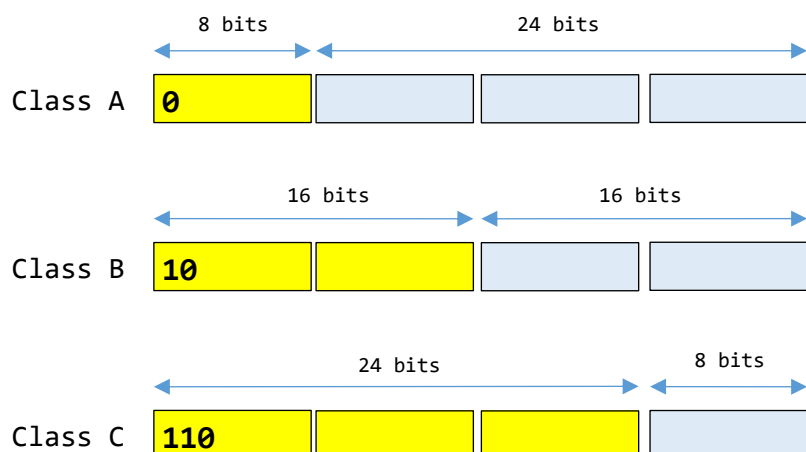 8 bits 24 bits
Class A 0
16 bits 16 bits
Class B 10
24 bits 8 bits
Class C 110